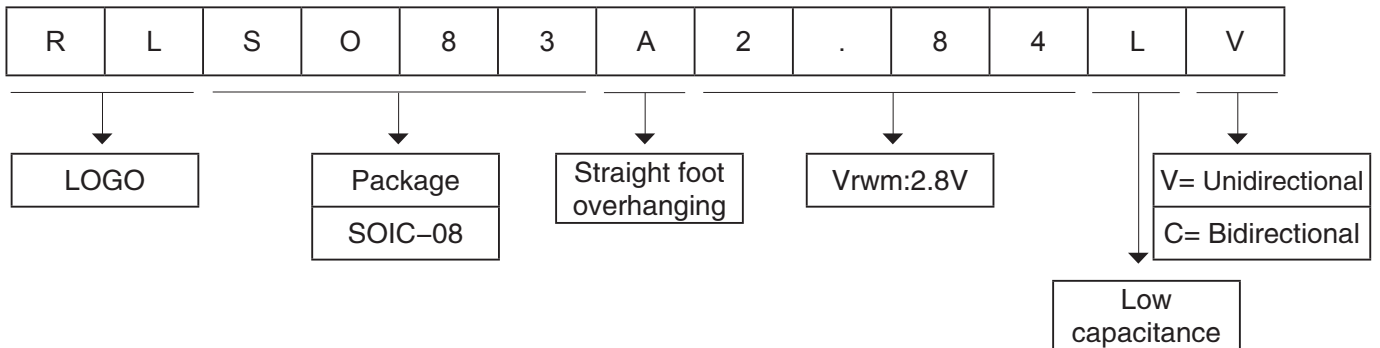 R L S O 8 3 A 2 . 8 4 L V
LOGO
Package
SOIC–08
Straight foot
overhanging
Vrwm:2.8V
V= Unidirectional
C= Bidirectional
Low
capacitance